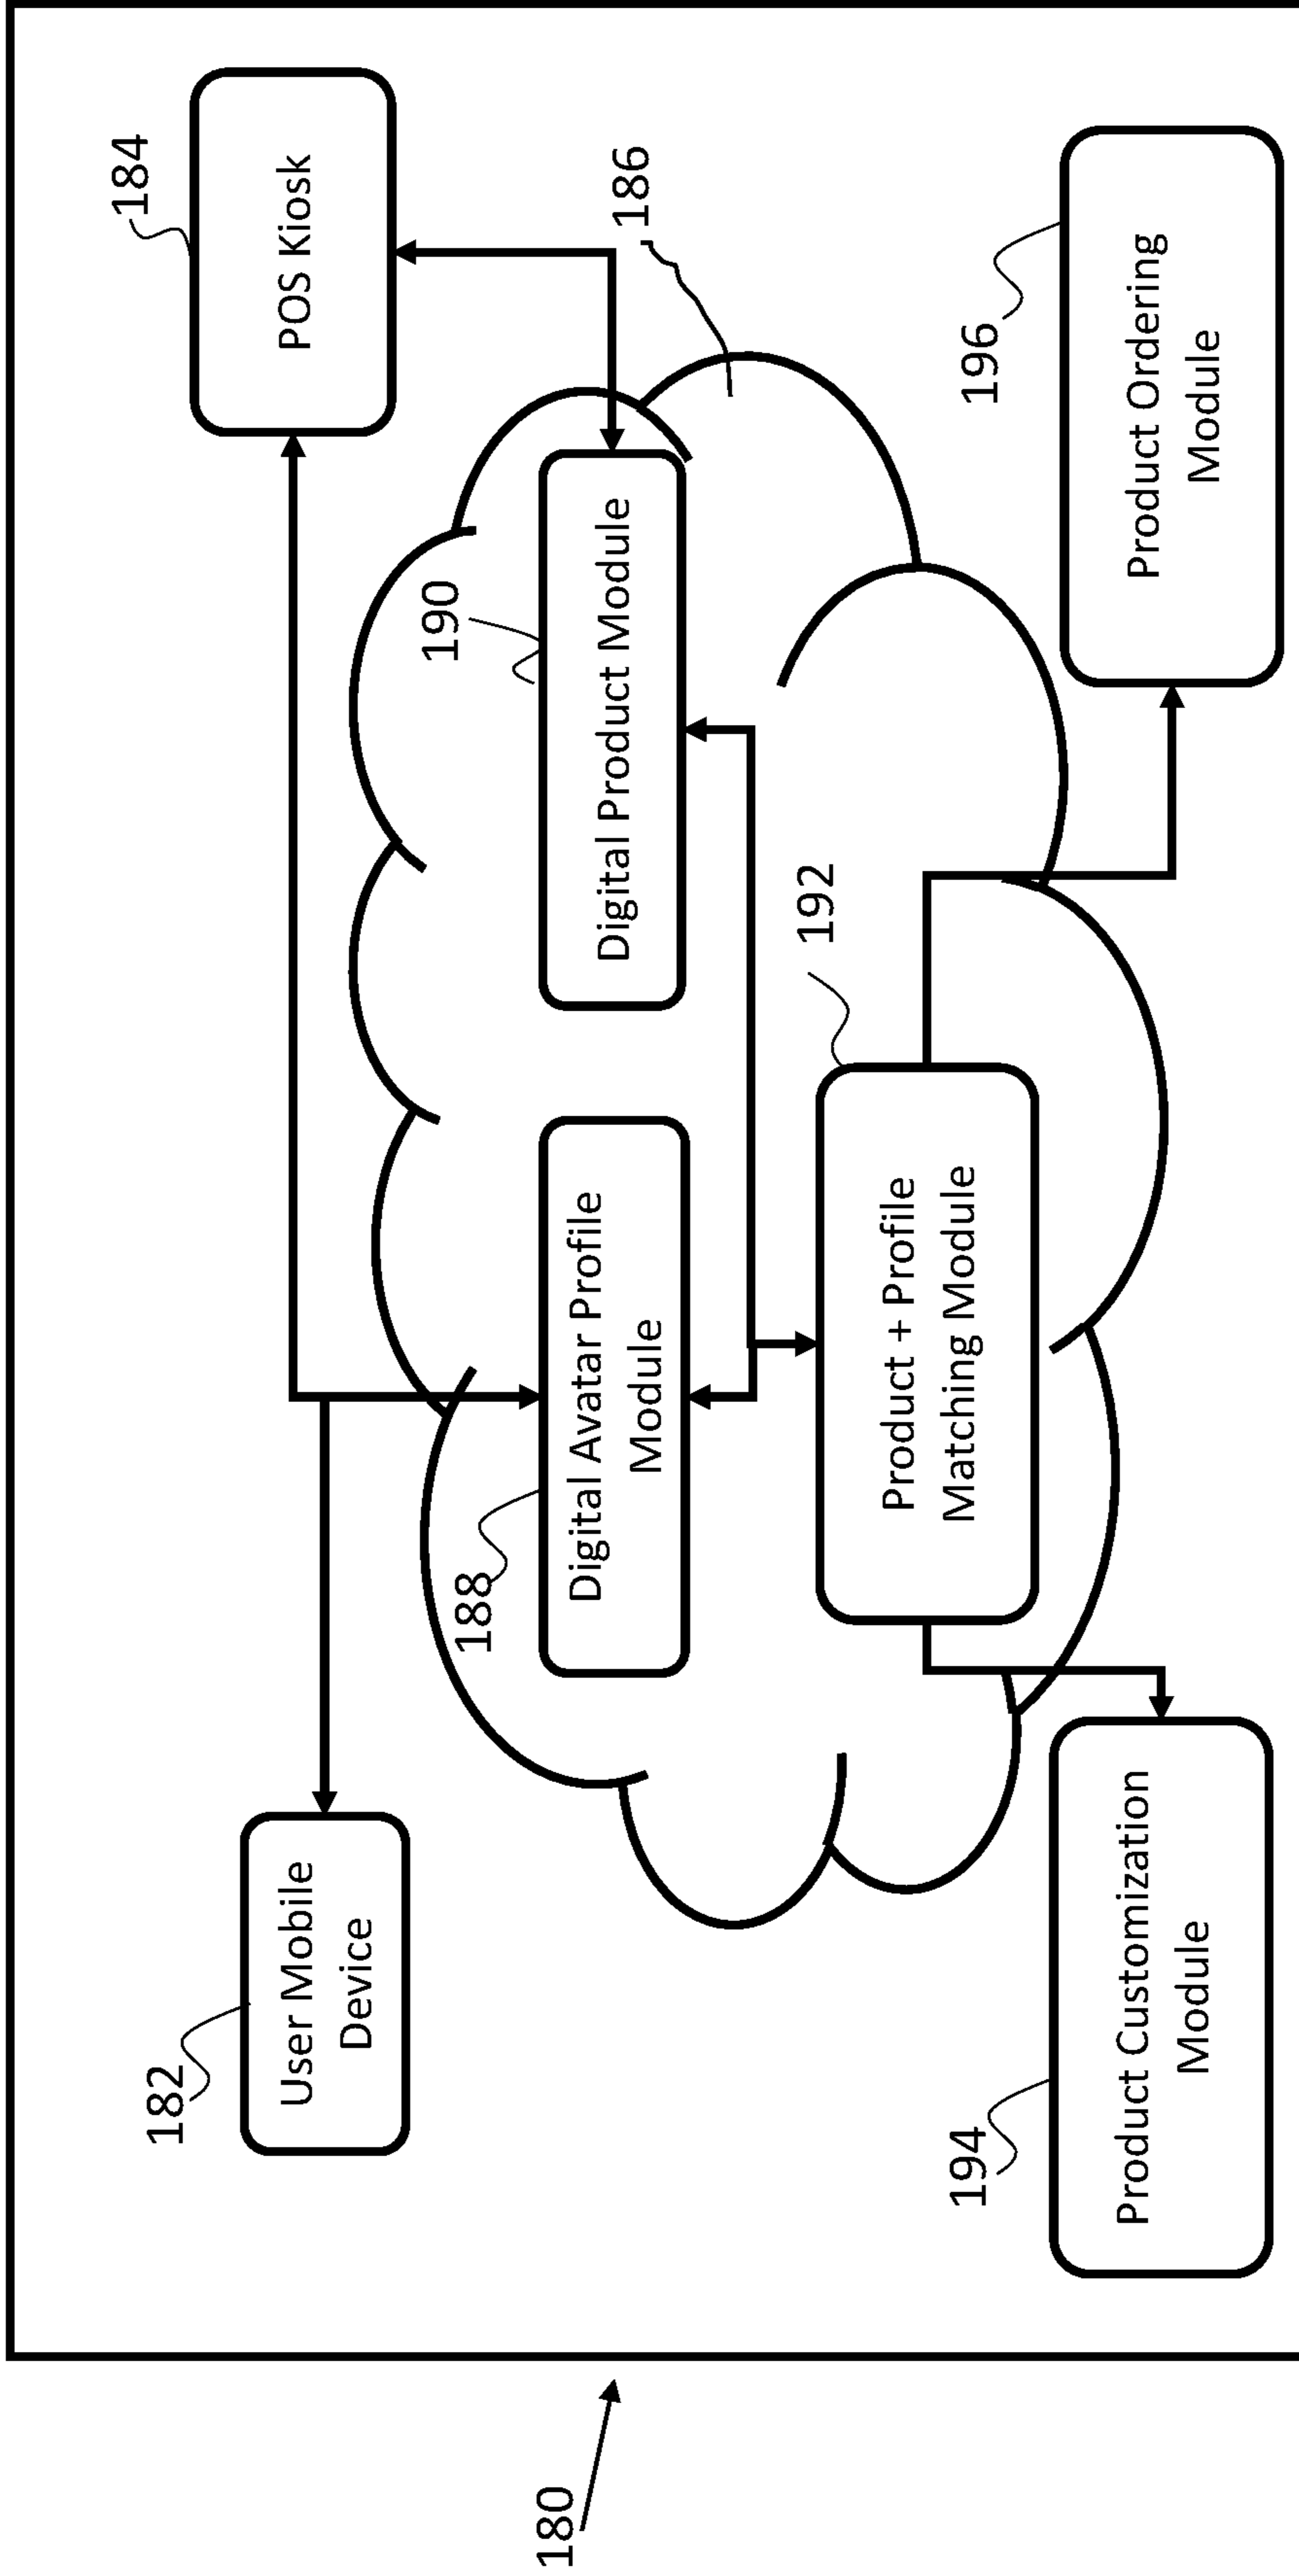 180
182
User Mobile
Device
184
POS Kiosk
186
188
Digital Avatar Profile
Module
190
Digital Product Module
192
Product + Profile
Matching Module
194
Product Customization
Module
196
Product Ordering
Module